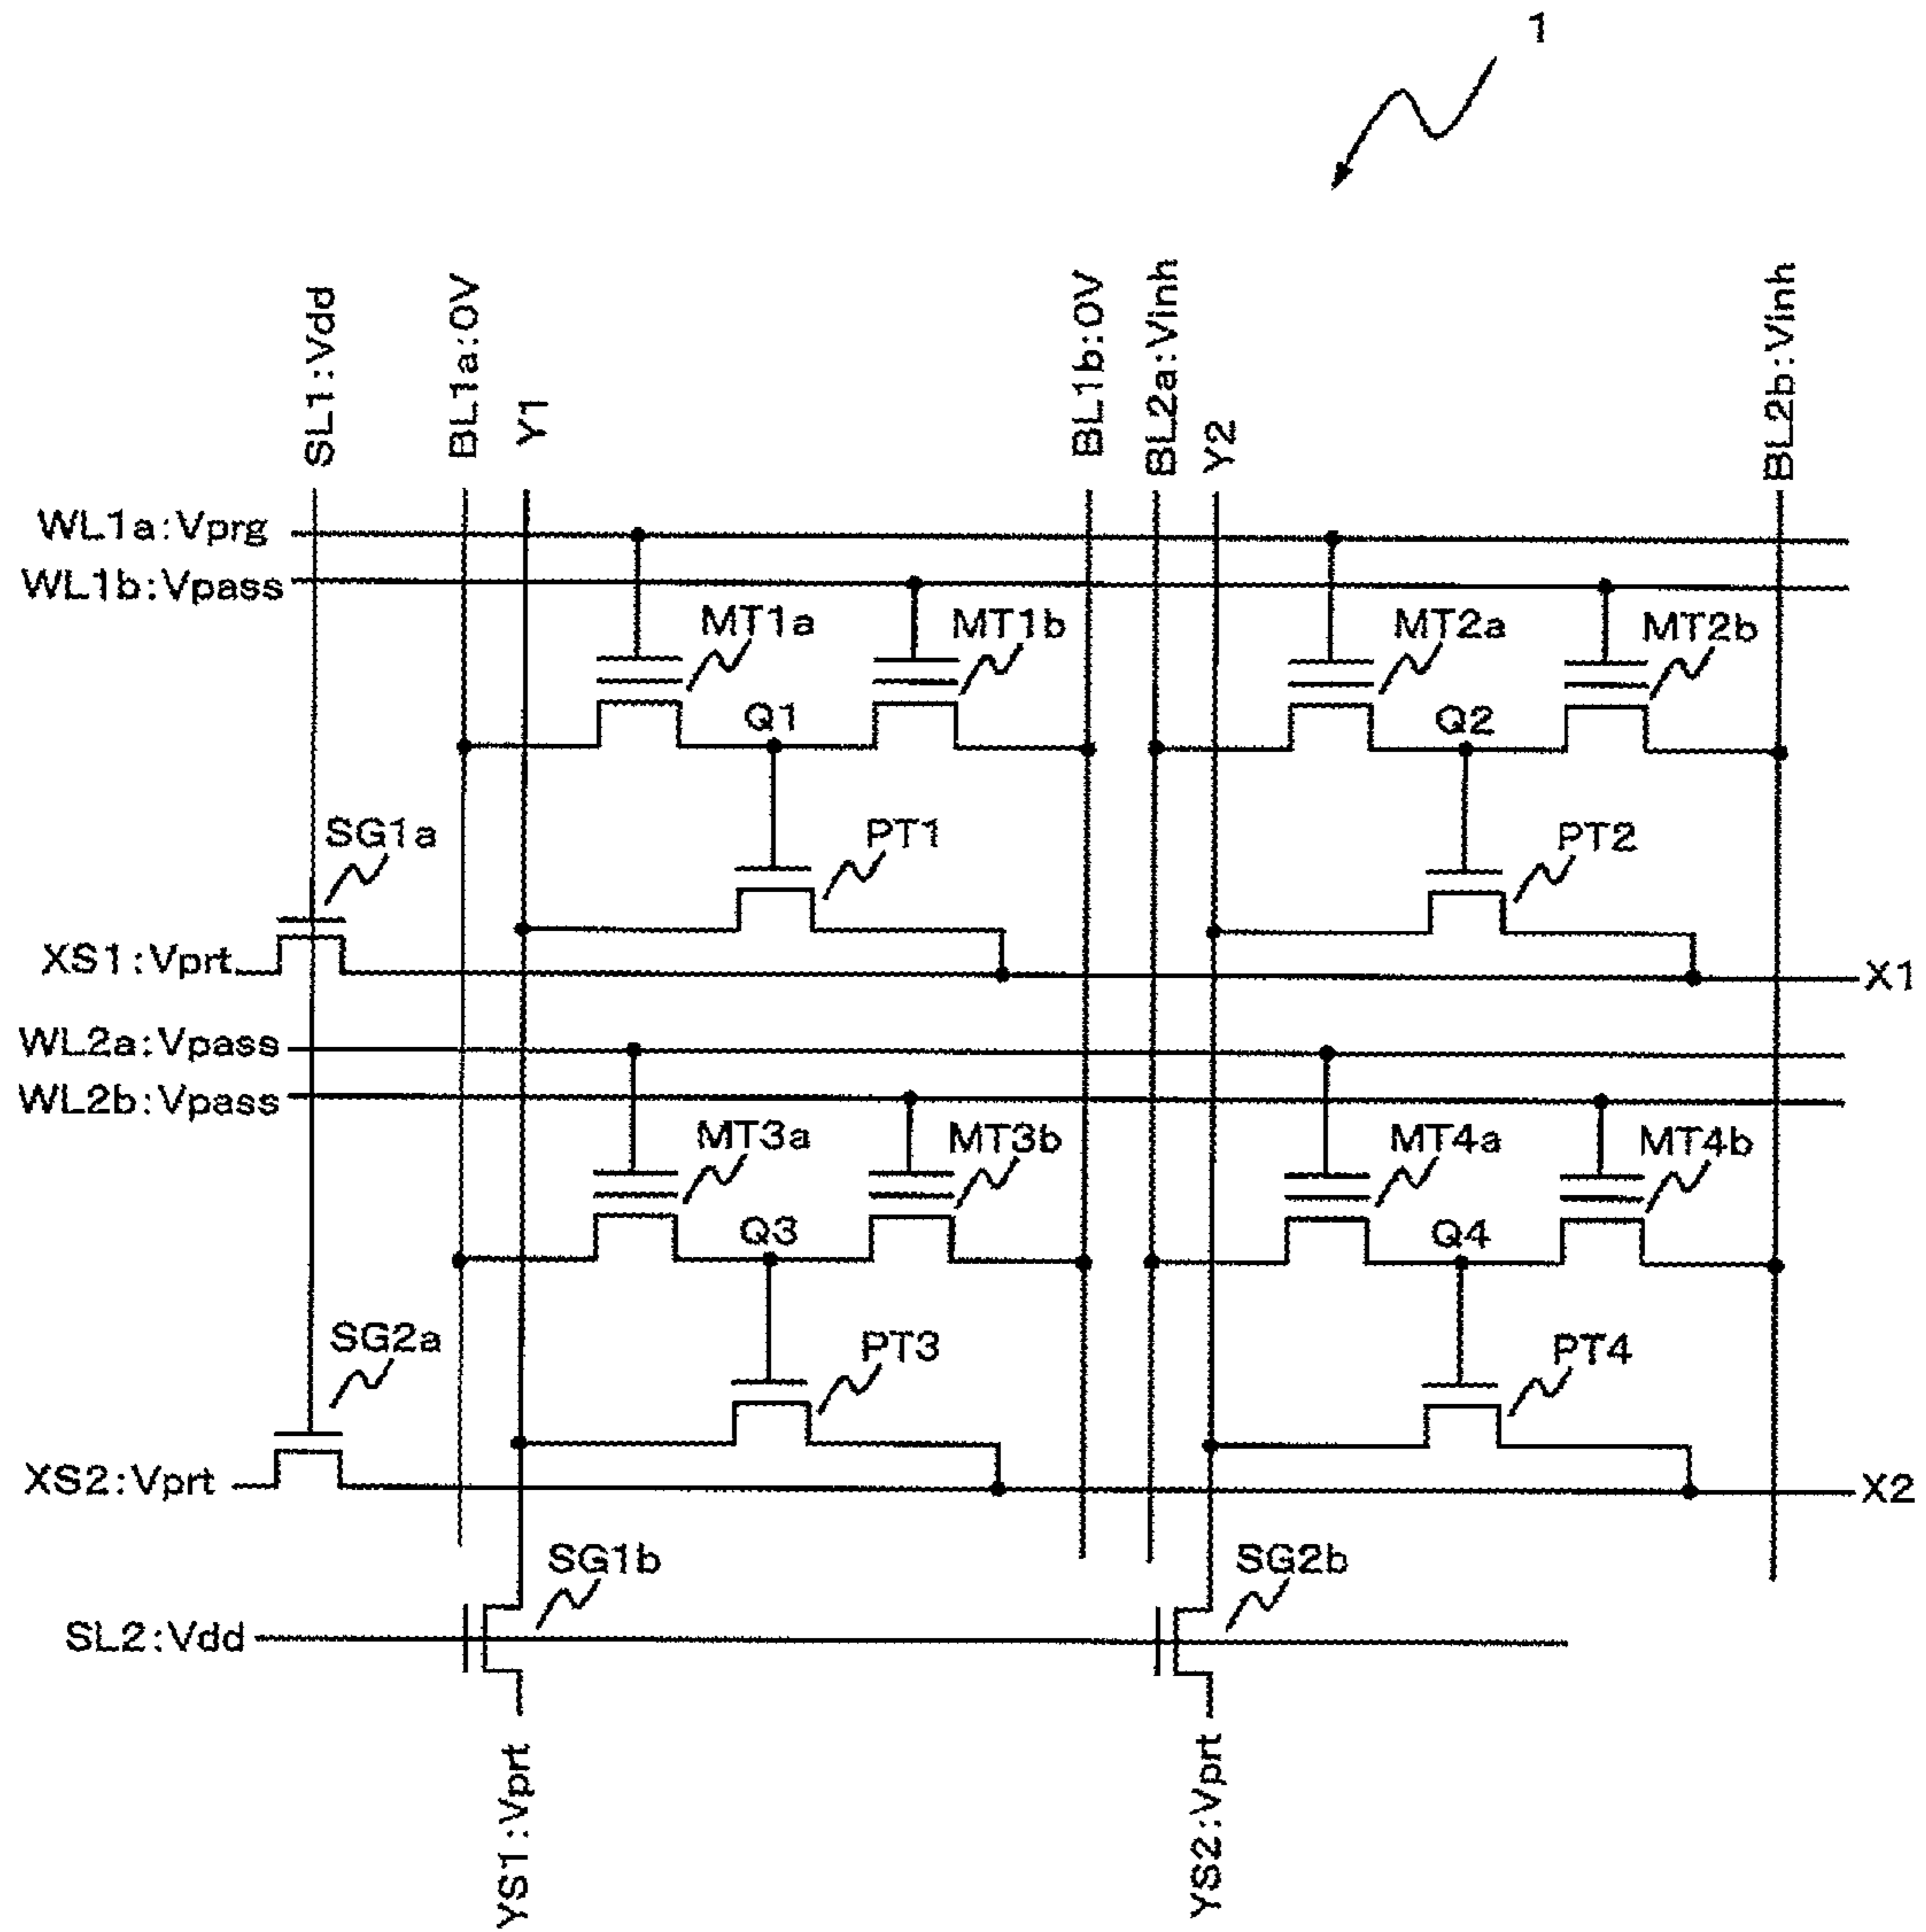 1
SL1:Vdd
BL1a:0V
Y1
BL1b:0V
BL2a:Vinh
Y2
BL2b:Vinh
WL1a:Vprg
WL1b:Vpass
MT1a
MT1b
MT2a
MT2b
Q1
Q2
SG1a
PT1
PT2
XS1:Vprt
X1
WL2a:Vpass
WL2b:Vpass
MT3a
MT3b
MT4a
MT4b
Q3
Q4
SG2a
PT3
PT4
XS2:Vprt
X2
SG1b
SG2b
SL2:Vdd
YS1:Vprt
YS2:Vprt